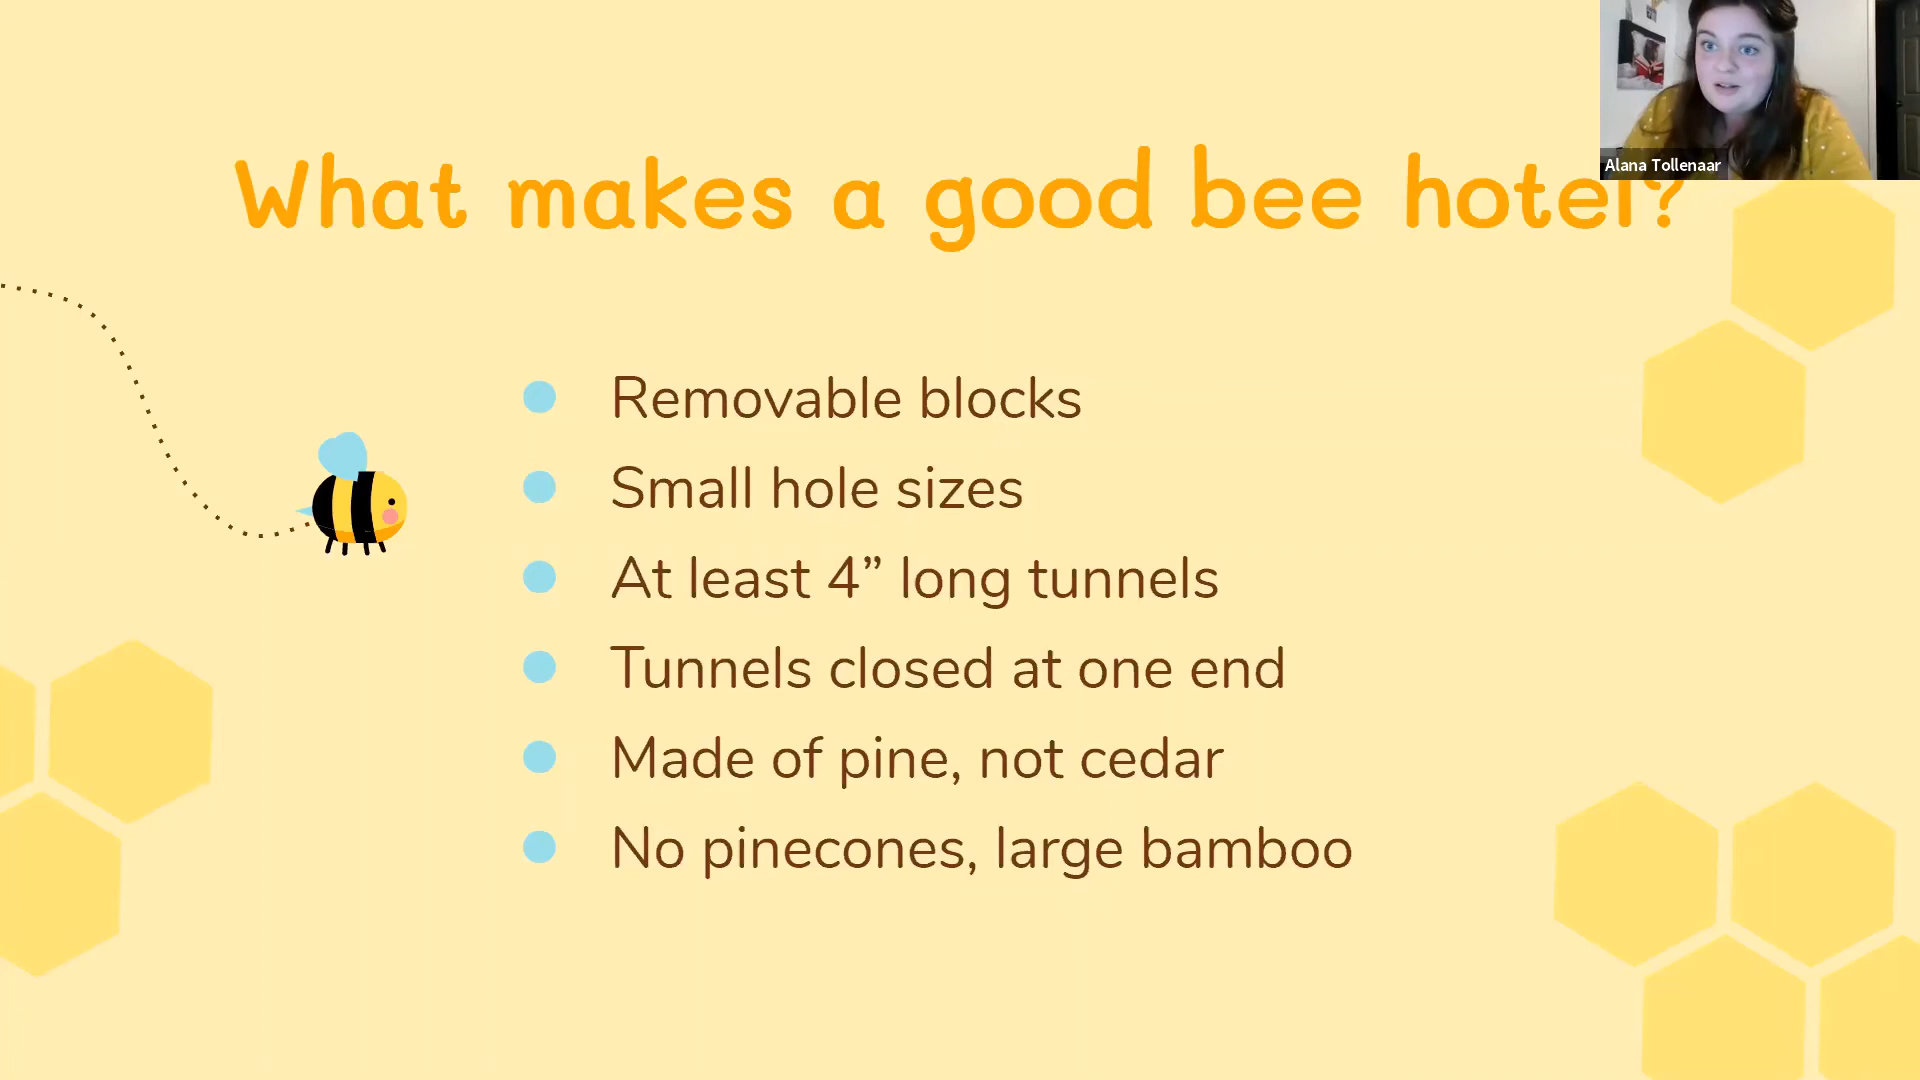 Alana Tollenaar
What makes a good bee hotel?
Removable blocks
Small hole sizes
At least 4” long tunnels
Tunnels closed at one end
Made of pine, not cedar
No pinecones, large bamboo